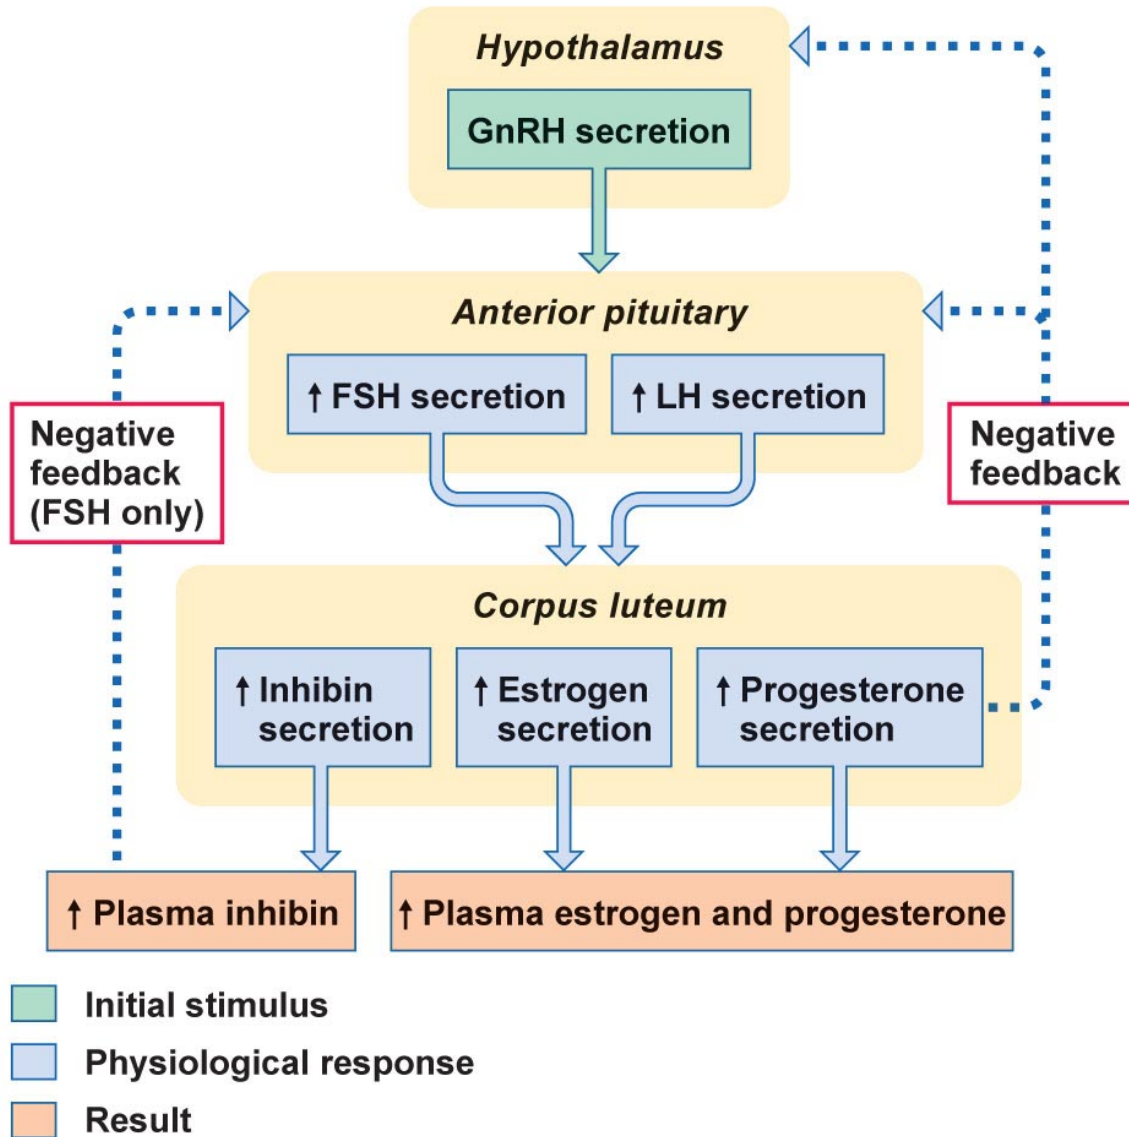 Hypothalamus
GnRH secretion
Anterior pituitary
↑ FSH secretion
↑ LH secretion
Negative
feedback
(FSH only)
Negative
feedback
Corpus luteum
↑ Inhibin
secretion
↑ Estrogen
secretion
↑ Progesterone
secretion
↑ Plasma inhibin
↑ Plasma estrogen and progesterone
Initial stimulus
Physiological response
Result